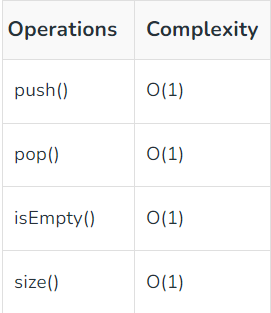 Operations Complexity
push() O(1)
pop() O(1)
isEmpty() O(1)
size() O(1)